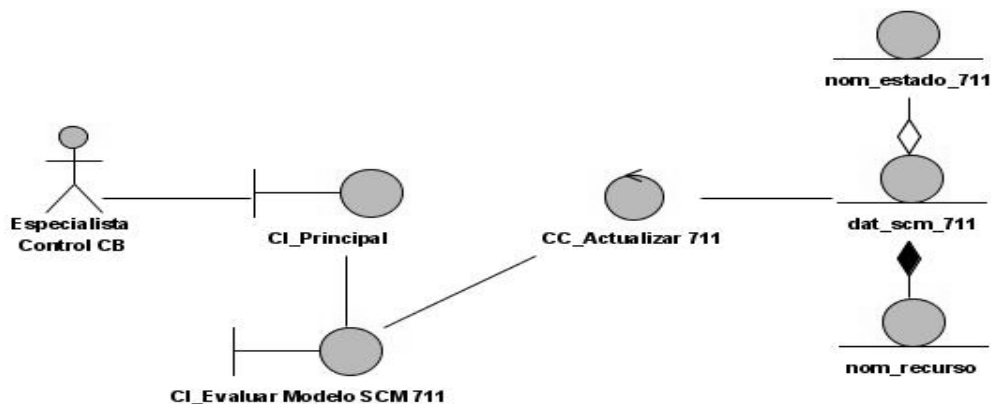 nom_estado_711
Especialista
Control CB
CI_Principal
CC_Actualizar 711
dat_scm_711
CI_Evaluar Modelo SCM 711
nom_recurso